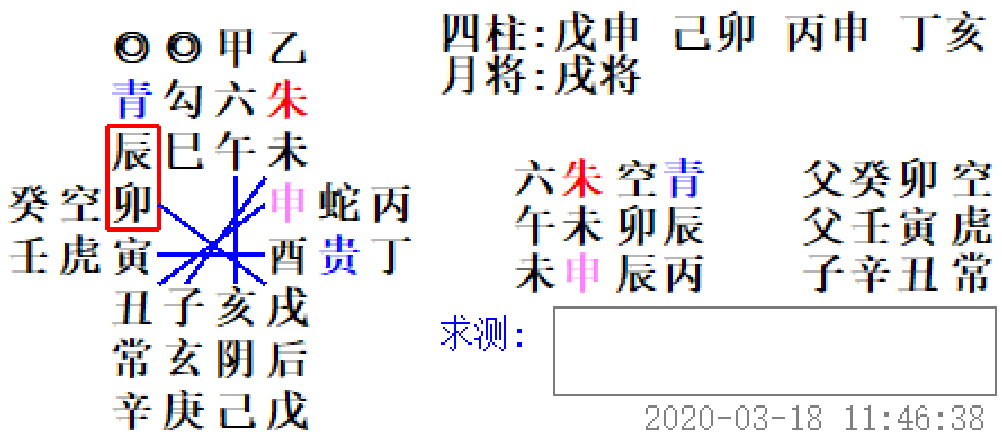 ◎◎甲乙
青勾六朱
辰巳午未
癸空卯 申蛇丙
壬虎寅 酉贵丁
丑子亥戌
常玄阴后
辛庚己戊
四柱:戊申 己卯 丙申 丁亥
月将:戌将
六朱空青 父癸卯空
午未卯辰 父壬寅虎
未申辰丙 子辛丑常
求测:
2020-03-18 11:46:38